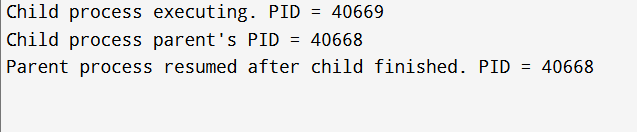 Child process executing. PID = 40669
Child process parent's PID = 40668
Parent process resumed after child finished. PID = 40668